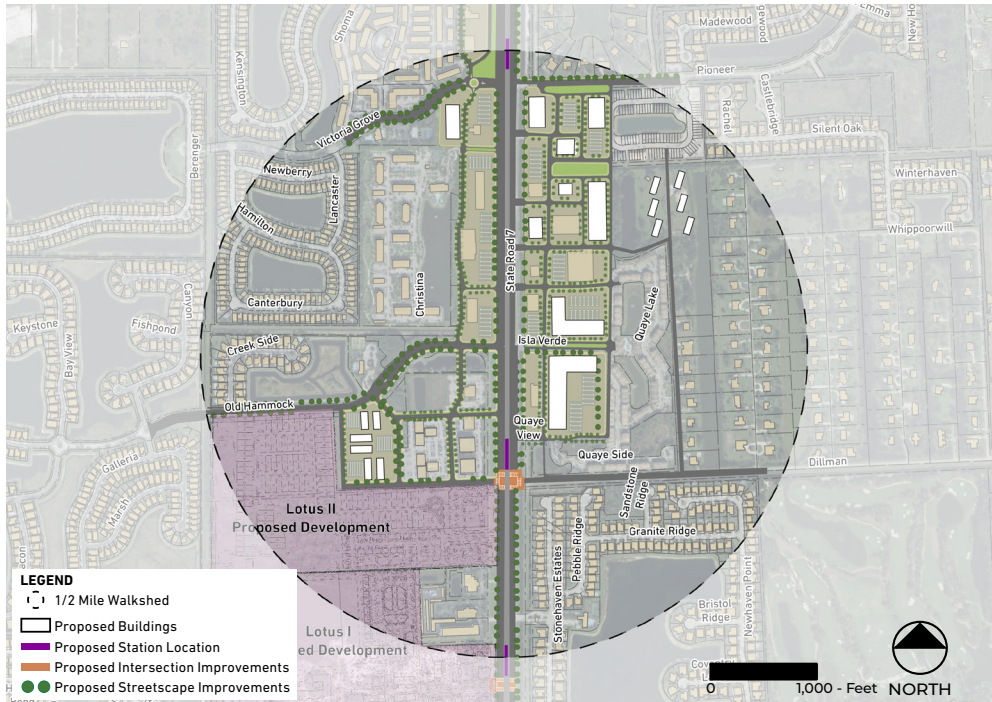 Shoma
Kensington
Madewood
Emma
Pioneer
Victoria Grove
Rachel
Castlebridge
Silent Oak
Berenger
Newberry
Lancaster
Winterhaven
Hamilton
Whippoorwill
State Road 7
Christina
Canterbury
Canyon
Quaye Lake
Keystone
BayView
Fishpond
Isla Verde
Creek Side
Old Hammock
Quaye
View
Galleria
Quaye Side
Dillman
Sandstone
Ridge
Marsh
Lotus II
Proposed Development
Granite Ridge
Pebble Ridge
Stonehaven Estates
Newhaven Point
Bristol
Ridge
Lotus I
ed Development
LEGEND
1/2 Mile Walkshed
Proposed Buildings
Proposed Station Location
Proposed Intersection Improvements
Proposed Streetscape Improvements
0 1,000 - Feet
NORTH